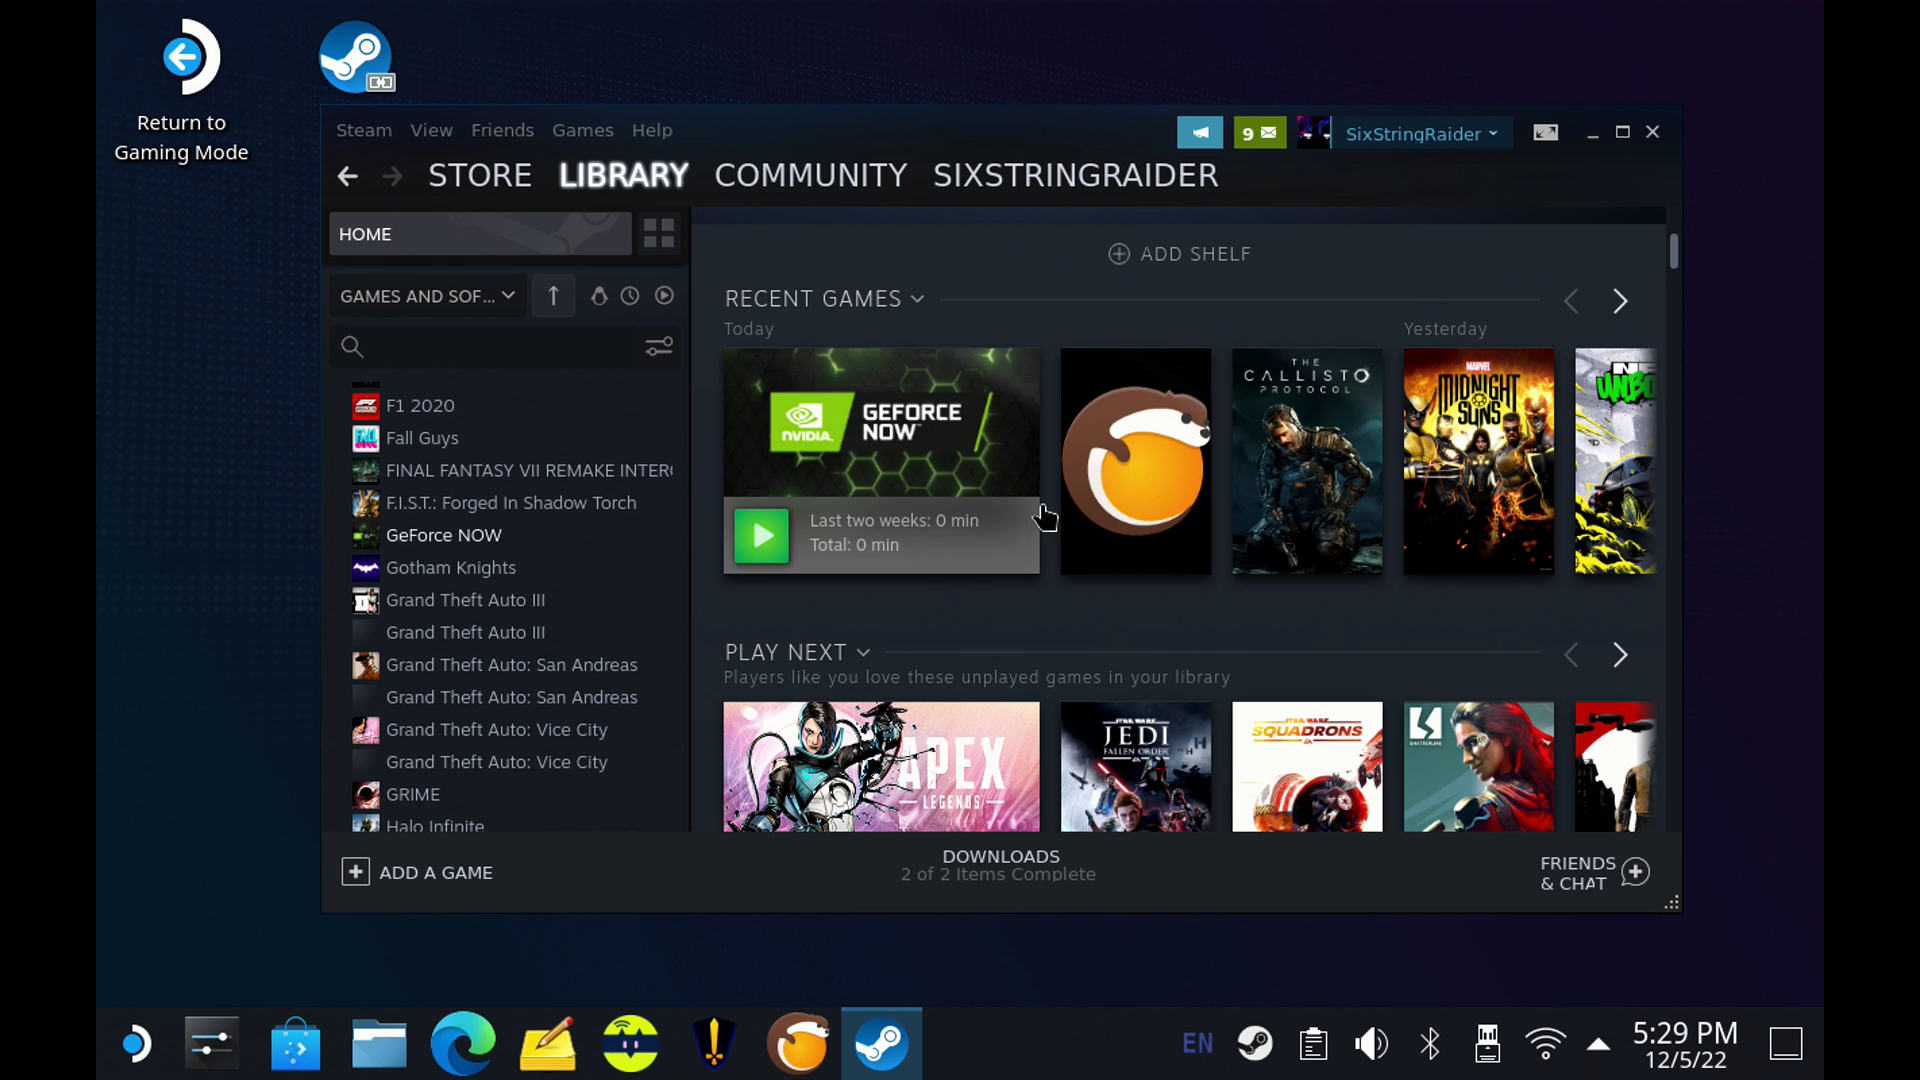 Return to
Gaming Mode
Steam View Friends Games Help
9
SixStringRaider
STORE LIBRARY COMMUNITY SIXSTRINGRAIDER
HOME
GAMES AND SOF...
F1 2020
Fall Guys
FINAL FANTASY VII REMAKE INTER
F.I.S.T.: Forged In Shadow Torch
GeForce NOW
Gotham Knights
Grand Theft Auto III
Grand Theft Auto III
Grand Theft Auto: San Andreas
Grand Theft Auto: San Andreas
Grand Theft Auto: Vice City
Grand Theft Auto: Vice City
GRIME
Halo Infinite
ADD SHELF
RECENT GAMES
Today
Yesterday
NVIDIA.
GEFORCE
NOW
Last two weeks: 0 min
Total: 0 min
THE
CALLISTO
PROTOCOL
MARVEL
MIDNIGHT
SUNS
PLAY NEXT
Players like you love these unplayed games in your library
APEX
LEGENDS
STAR WARS
JEDI
FALLEN ORDER
STAR WARS
SQUADRONS
ADD A GAME
DOWNLOADS
2 of 2 Items Complete
FRIENDS
& CHAT
EN
5:29 PM
12/5/22